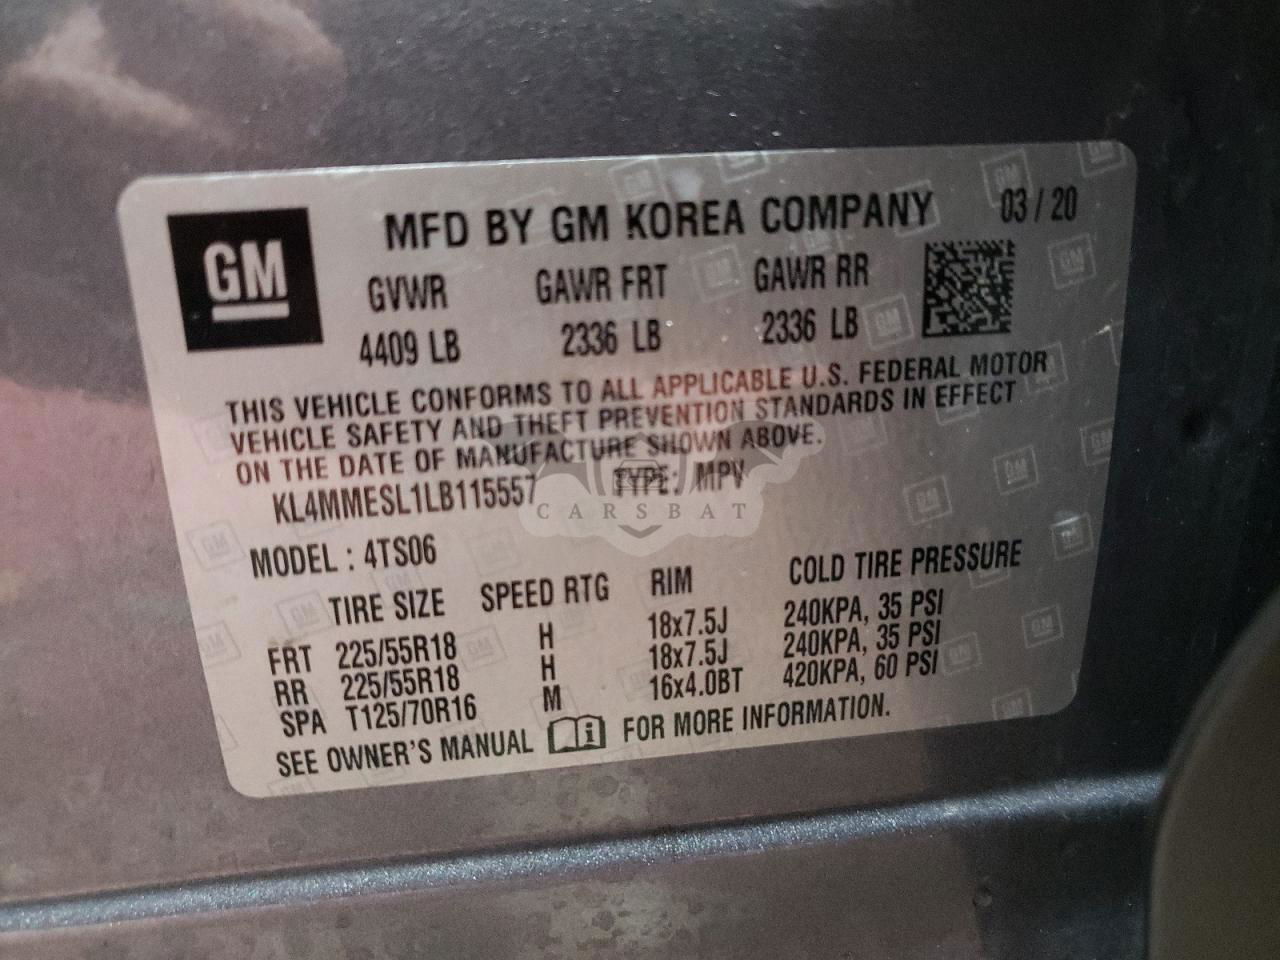 GM
MFD BY GM KOREA COMPANY 03 / 20
GVWR GAWR FRT GAWR RR
4409 LB 2336 LB 2336 LB
THIS VEHICLE CONFORMS TO ALL APPLICABLE U.S. FEDERAL MOTOR
VEHICLE SAFETY AND THEFT PREVENTION STANDARDS IN EFFECT
ON THE DATE OF MANUFACTURE SHOWN ABOVE.
KL4MMESL1LB115557 TYPE: MPV
CARSBAT
MODEL : 4TS06
TIRE SIZE SPEED RTG RIM COLD TIRE PRESSURE
FRT 225/55R18 H 18x7.5J 240KPA, 35 PSI
RR 225/55R18 H 18x7.5J 240KPA, 35 PSI
SPA T125/70R16 M 16x4.0BT 420KPA, 60 PSI
SEE OWNER'S MANUAL i FOR MORE INFORMATION.